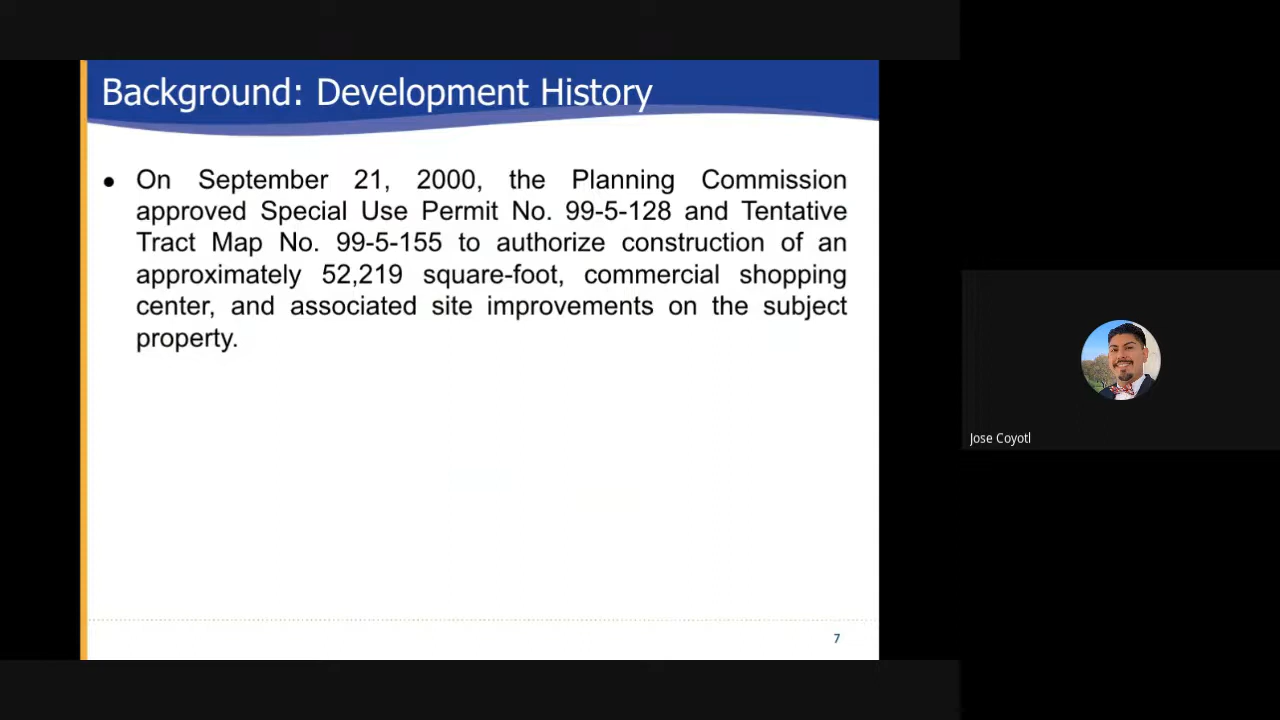 Background: Development History
● On September 21, 2000, the Planning Commission
approved Special Use Permit No. 99-5-128 and Tentative
Tract Map No. 99-5-155 to authorize construction of an
approximately 52,219 square-foot, commercial shopping
center, and associated site improvements on the subject
property.
7
Jose Coyotl